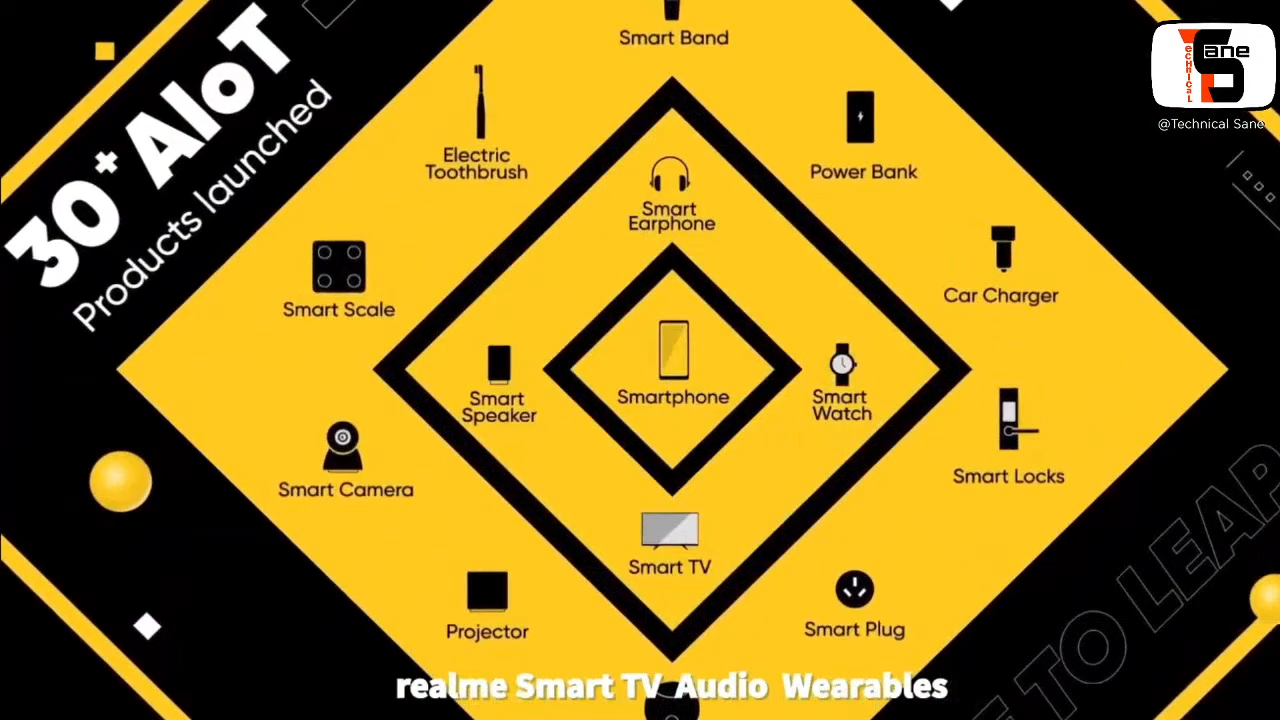 30+ AIoT
Products launched
Technical
Sane
@Technical Sane
Smart Band
Electric
Toothbrush
Power Bank
Smart
Earphone
Smart Scale
Car Charger
Smart
Speaker
Smartphone
Smart
Watch
Smart Camera
Smart Locks
Smart TV
Projector
Smart Plug
TO LEAP
realme Smart TV Audio Wearables